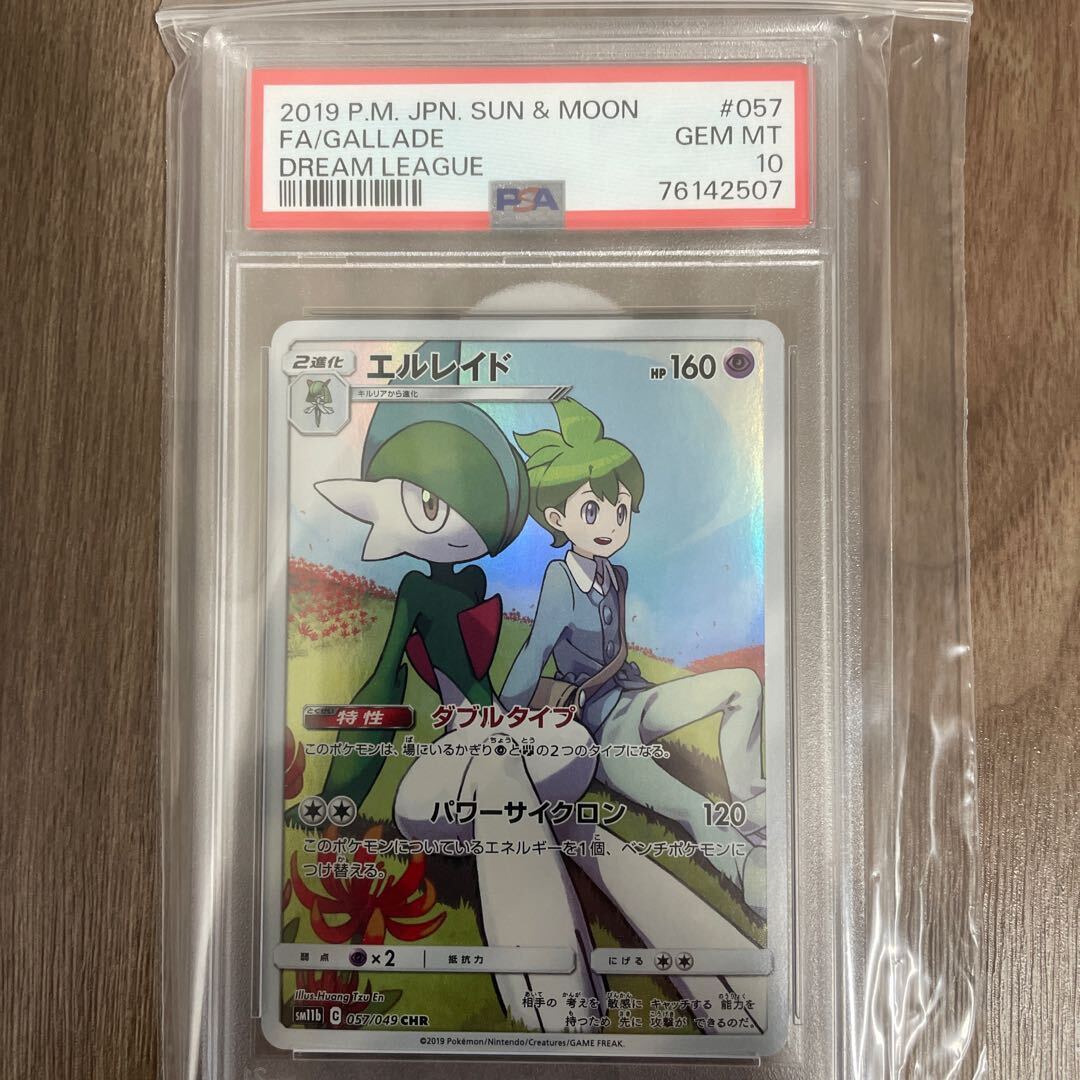 2019 P.M. JPN. SUN & MOON #057
FA/GALLADE GEM MT
DREAM LEAGUE 10
PSA 76142507
2進化 エルレイド HP 160
キルリアから進化
とくせい 特性 ダブルタイプ
このポケモンは、場にいるかぎり と の2つのタイプになる。
パワーサイクロン 120
このポケモンについているエネルギーを1個、ベンチポケモンに
つけ替える。
弱点 ×2 抵抗力 にげる
Illus.Huang Tzu En
相手の 考えを 敏感に キャッチする 能力を
持つため 先に 攻撃が できるのだ。
sm11b C 057/049 CHR
©2019 Pokémon/Nintendo/Creatures/GAME FREAK.